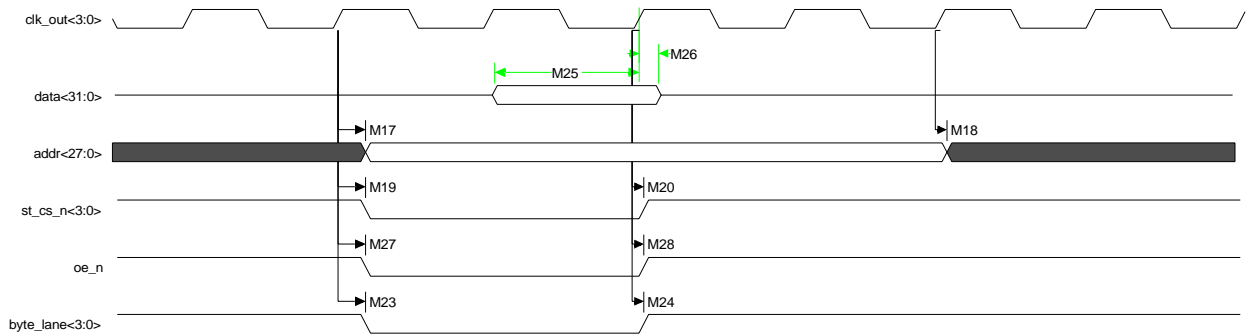 clk_out<3:0>
M26
M25
data<31:0>
M17
M18
addr<27:0>
M19
M20
st_cs_n<3:0>
M27
M28
oe_n
M23
M24
byte_lane<3:0>